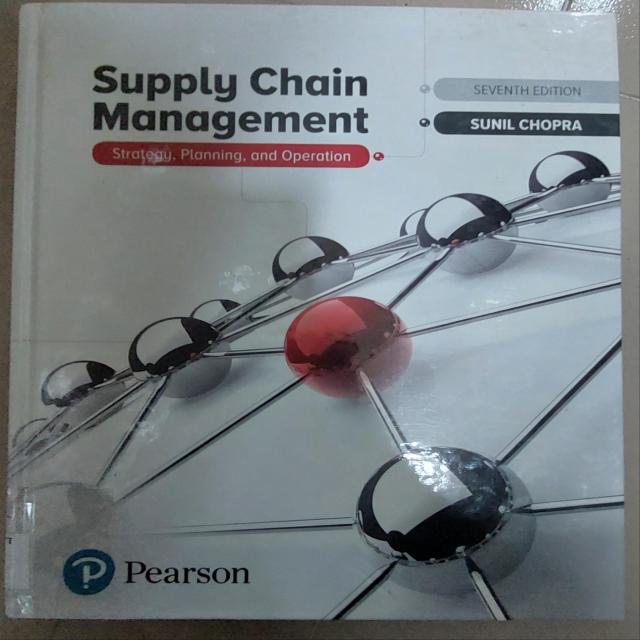 Supply Chain
Management
Strategy, Planning, and Operation
SEVENTH EDITION
SUNIL CHOPRA
P Pearson